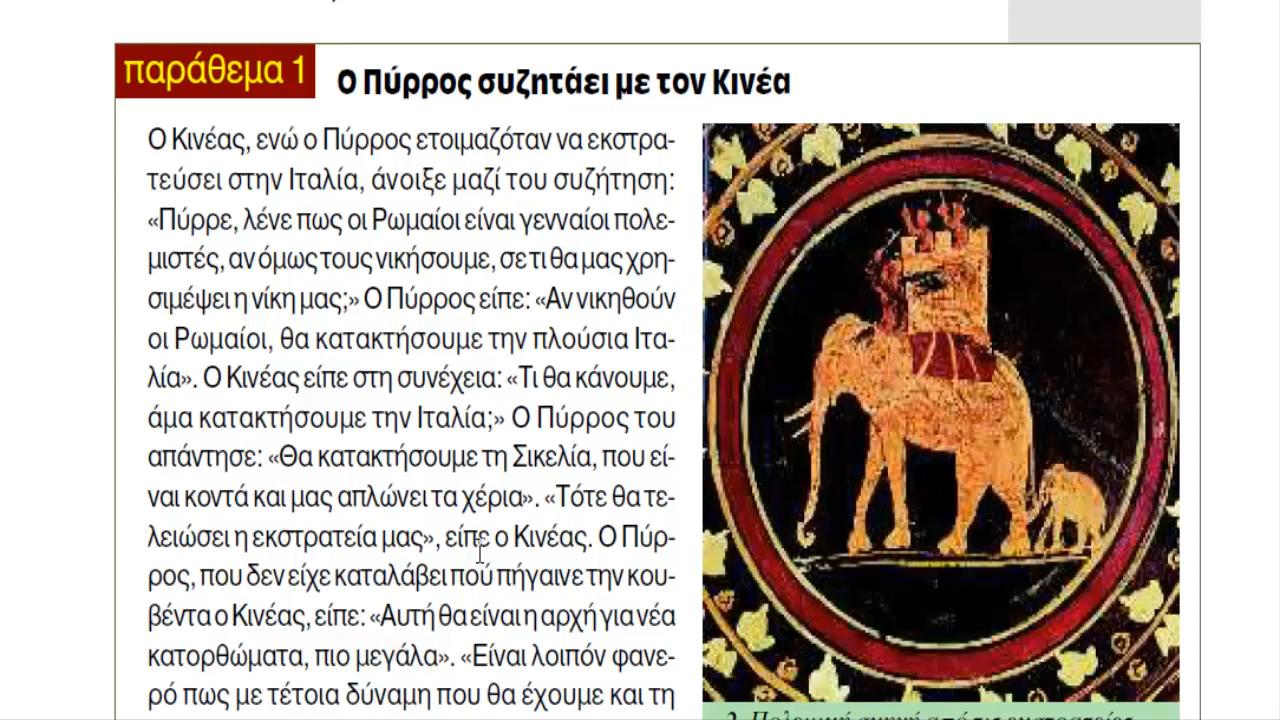 παράθεμα 1
Ο Πύρρος συζητάει με τον Κινέα
Ο Κινέας, ενώ ο Πύρρος ετοιμαζόταν να εκστρα-
τεύσει στην Ιταλία, άνοιξε μαζί του συζήτηση:
«Πύρρε, λένε πως οι Ρωμαίοι είναι γενναίοι πολε-
μιστές, αν όμως τους νικήσουμε, σε τι θα μας χρη-
σιμέψει η νίκη μας;» Ο Πύρρος είπε: «Αν νικηθούν
οι Ρωμαίοι, θα κατακτήσουμε την πλούσια Ιτα-
λία». Ο Κινέας είπε στη συνέχεια: «Τι θα κάνουμε,
άμα κατακτήσουμε την Ιταλία;» Ο Πύρρος του
απάντησε: «Θα κατακτήσουμε τη Σικελία, που εί-
ναι κοντά και μας απλώνει τα χέρια». «Τότε θα τε-
λειώσει η εκστρατεία μας», είπε ο Κινέας. Ο Πύρ-
ρος, που δεν είχε καταλάβει πού πήγαινε την κου-
βέντα ο Κινέας, είπε: «Αυτή θα είναι η αρχή για νέα
κατορθώματα, πιο μεγάλα». «Είναι λοιπόν φανε-
ρό πως με τέτοια δύναμη που θα έχουμε και τη